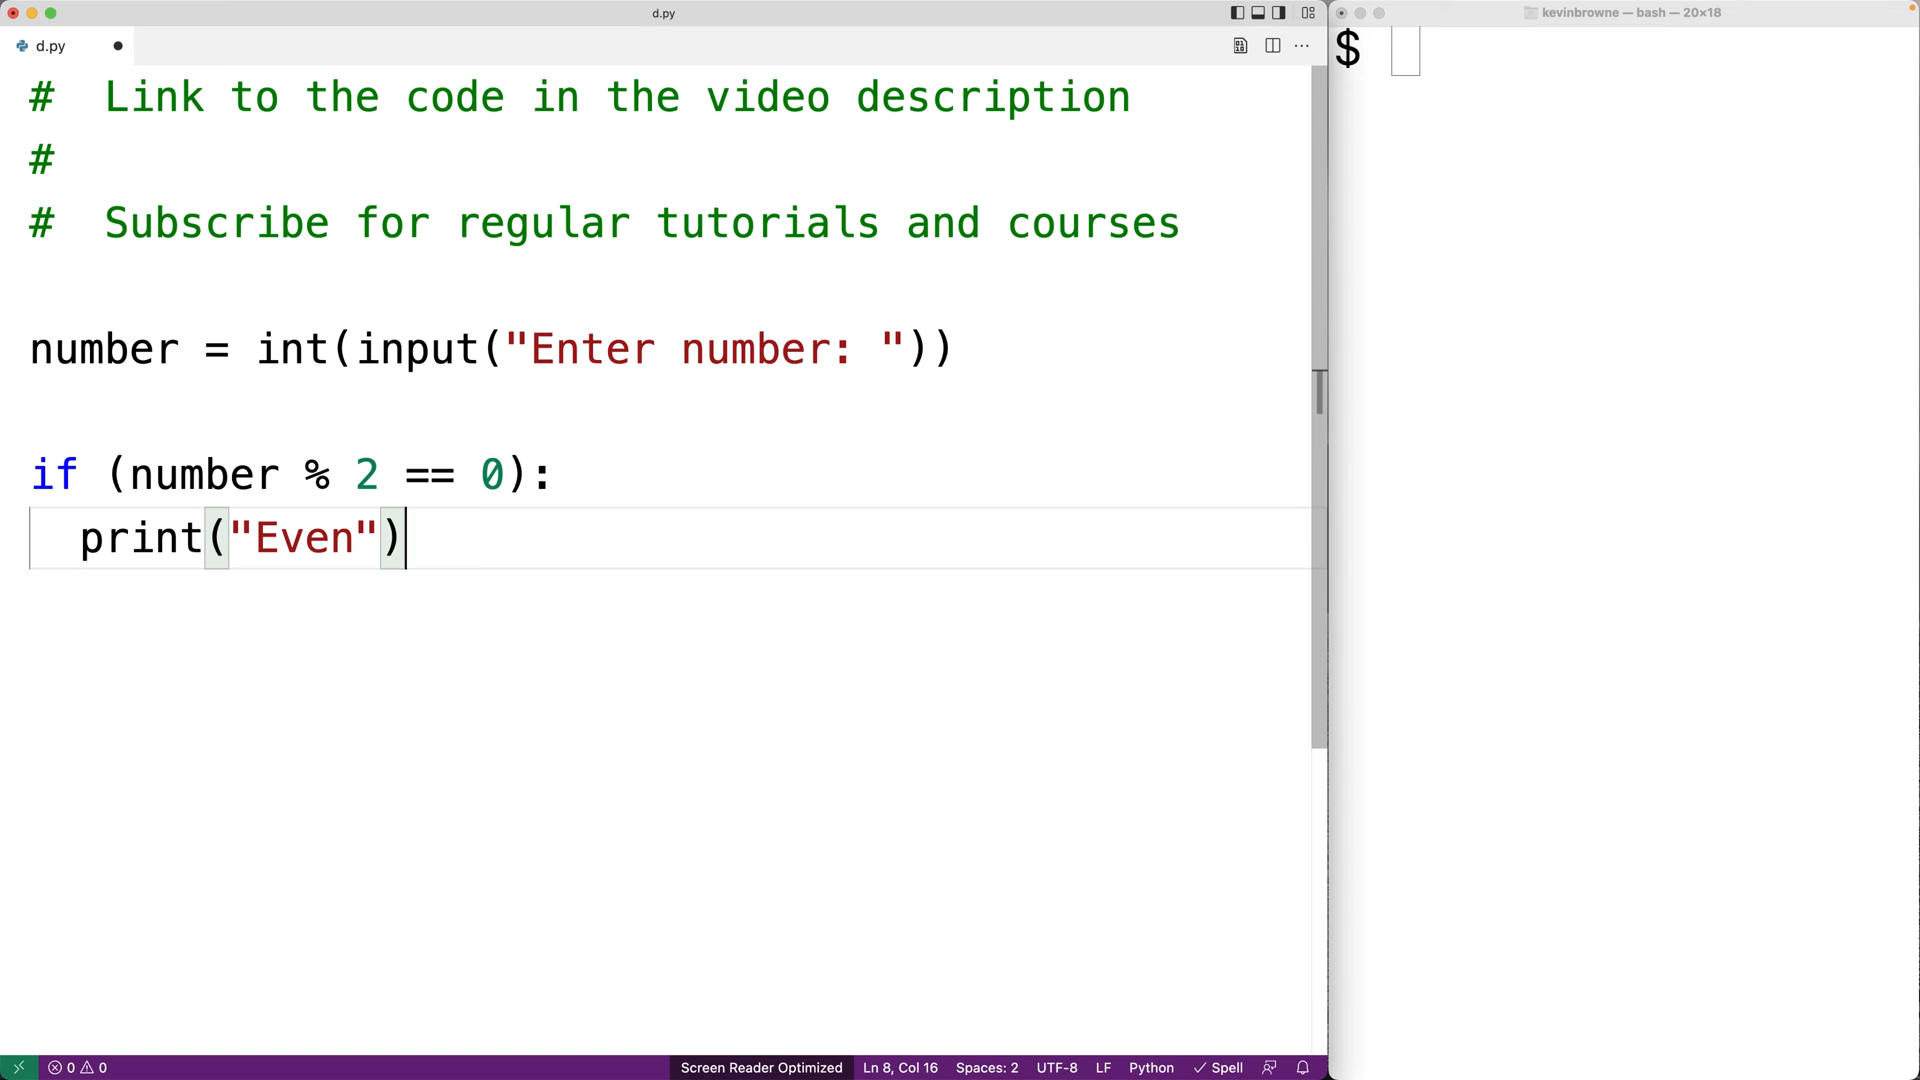 d.py
kevinbrowne — bash — 20×18
d.py
$
# Link to the code in the video description
#
# Subscribe for regular tutorials and courses
number = int(input("Enter number: "))
if (number % 2 == 0):
  print("Even")
0 0 Screen Reader Optimized Ln 8, Col 16 Spaces: 2 UTF-8 LF Python Spell